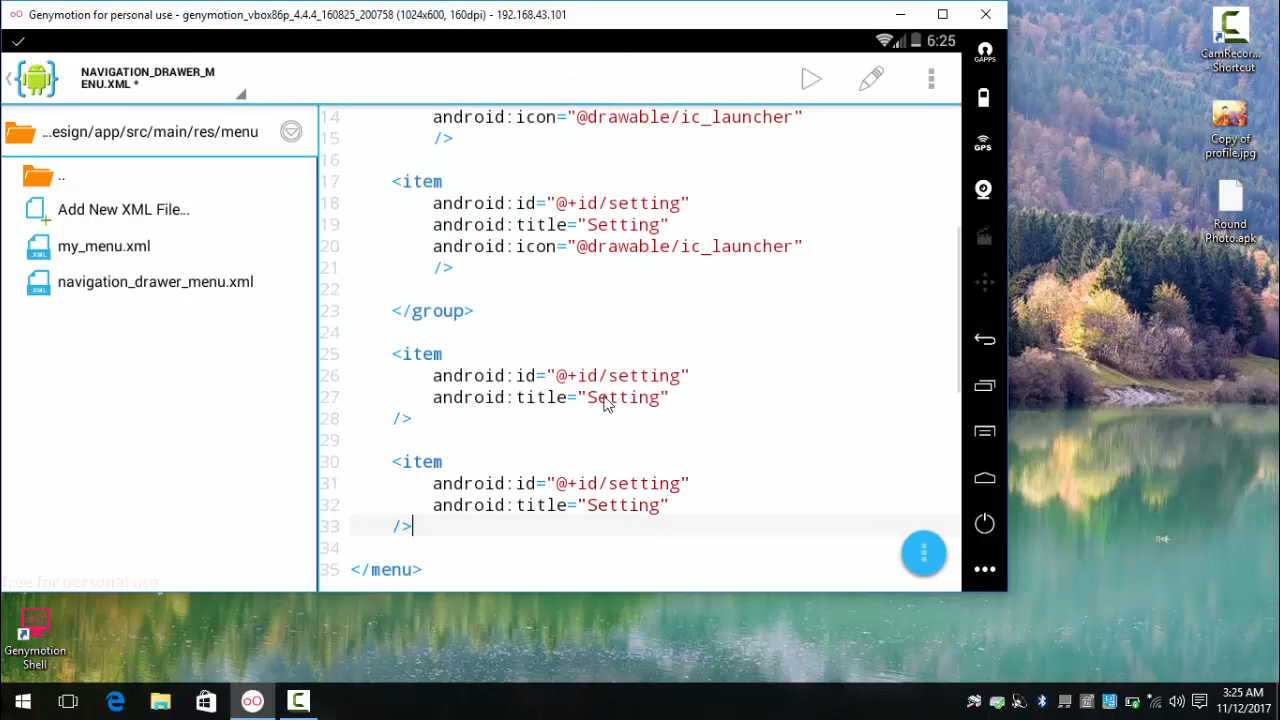 Genymotion for personal use - genymotion_vbox86p_4.4.4_160825_200758 (1024x600, 160dpi) - 192.168.43.101
6:25
NAVIGATION_DRAWER_M
ENU.XML *
...esign/app/src/main/res/menu
..
Add New XML File...
my_menu.xml
navigation_drawer_menu.xml
14 android:icon="@drawable/ic_launcher"
15 />
16
17 <item
18 android:id="@+id/setting"
19 android:title="Setting"
20 android:icon="@drawable/ic_launcher"
21 />
22
23 </group>
24
25 <item
26 android:id="@+id/setting"
27 android:title="Setting"
28 />
29
30 <item
31 android:id="@+id/setting"
32 android:title="Setting"
33 />
34
35 </menu>
free for personal use
GAPPS
GPS
CamRecor...
- Shortcut
Copy of
profile.jpg
Round
Photo.apk
Genymotion
Shell
3:25 AM
11/12/2017